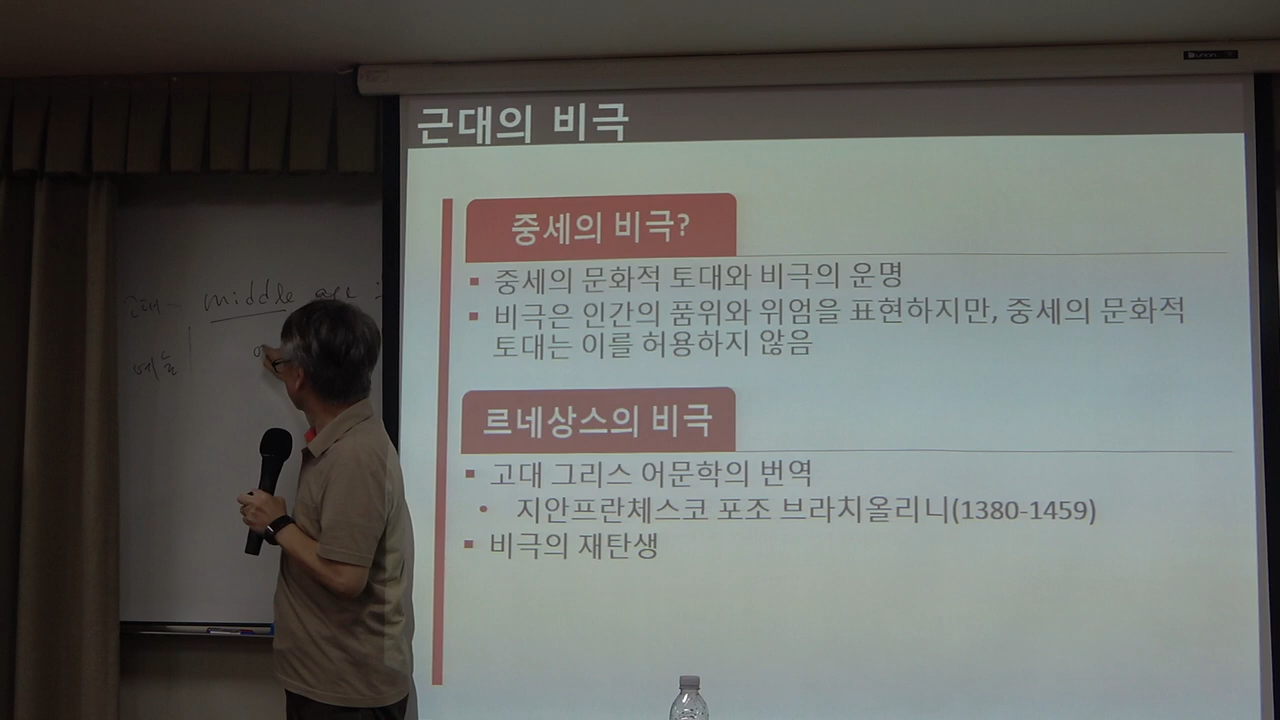 근대의 비극
중세의 비극?
중세의 문화적 토대와 비극의 운명
비극은 인간의 품위와 위엄을 표현하지만, 중세의 문화적
토대는 이를 허용하지 않음
르네상스의 비극
고대 그리스 어문학의 번역
지안프란체스코 포조 브라치올리니(1380-1459)
비극의 재탄생
middle age
예술